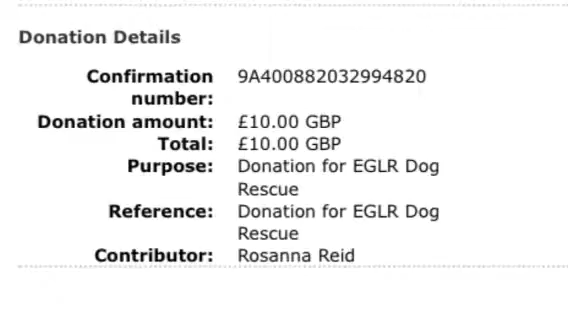 Donation Details
Confirmation number: 9A400882032994820
Donation amount: £10.00 GBP
Total: £10.00 GBP
Purpose: Donation for EGLR Dog
Rescue
Reference: Donation for EGLR Dog
Rescue
Contributor: Rosanna Reid